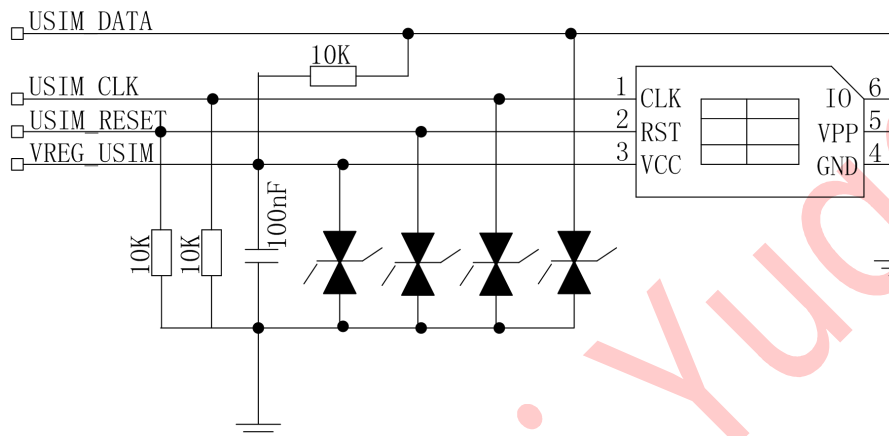 USIM_DATA
10K
USIM_CLK
1
CLK
IO
6
USIM_RESET
2
RST
VPP
5
VREG_USIM
3
VCC
GND
4
10K
10K
100nF